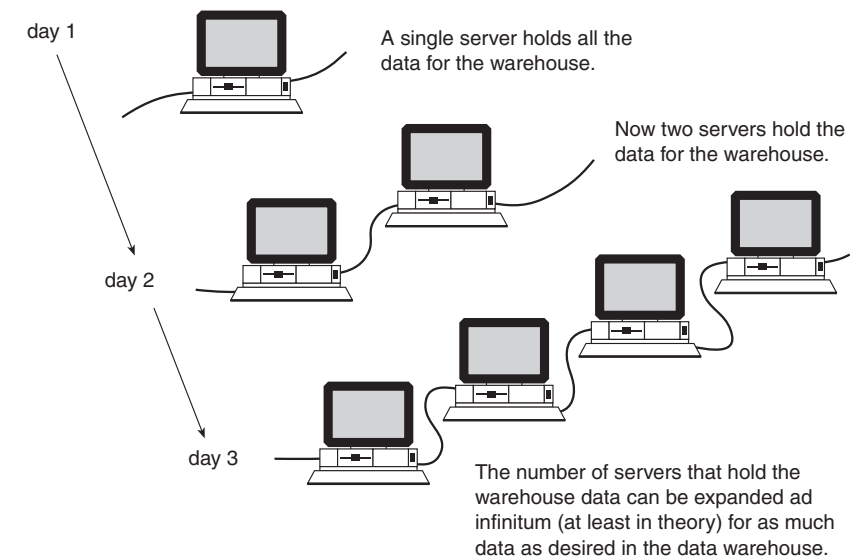 day 1
A single server holds all the
data for the warehouse.
Now two servers hold the
data for the warehouse.
day 2
day 3
The number of servers that hold the
warehouse data can be expanded ad
infinitum (at least in theory) for as much
data as desired in the data warehouse.